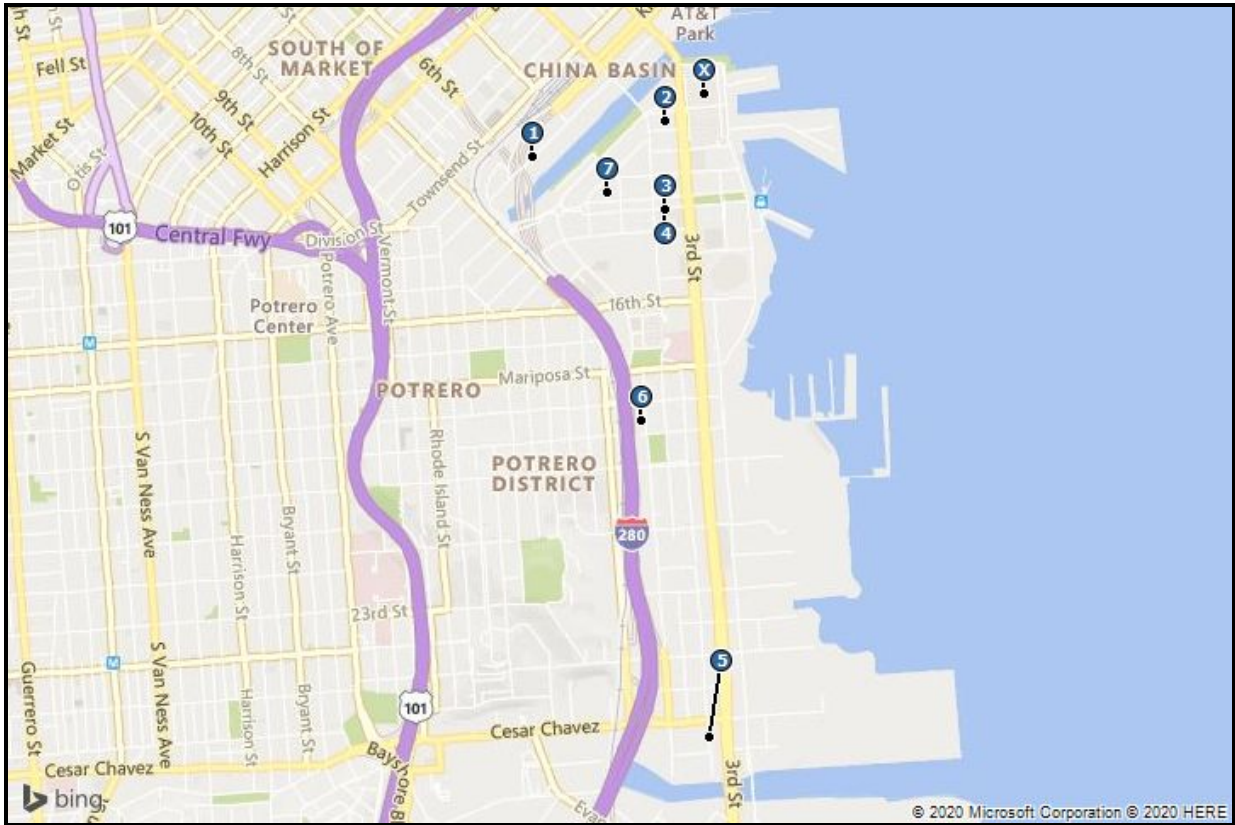 AT&T
Park
SOUTH OF
MARKET
CHINA BASIN
X
Fell St
8th St
6th St
2
9th St
1
10th St
Harrison St
Market St
Otis St
Townsend St
7
3
4
101
Central Fwy
Division St
Vermont St
3rd St
Potrero Ave
Potrero
Center
16th St
M
Mariposa St
POTRERO
6
S Van Ness Ave
Rhode Island St
POTRERO
DISTRICT
Bryant St
Harrison St
280
23rd St
S Van Ness Ave
M
5
Guerrero St
Harrison St
Bryant St
101
Cesar Chavez
Cesar Chavez
Bayshore Bl
3rd St
bing
© 2020 Microsoft Corporation © 2020 HERE